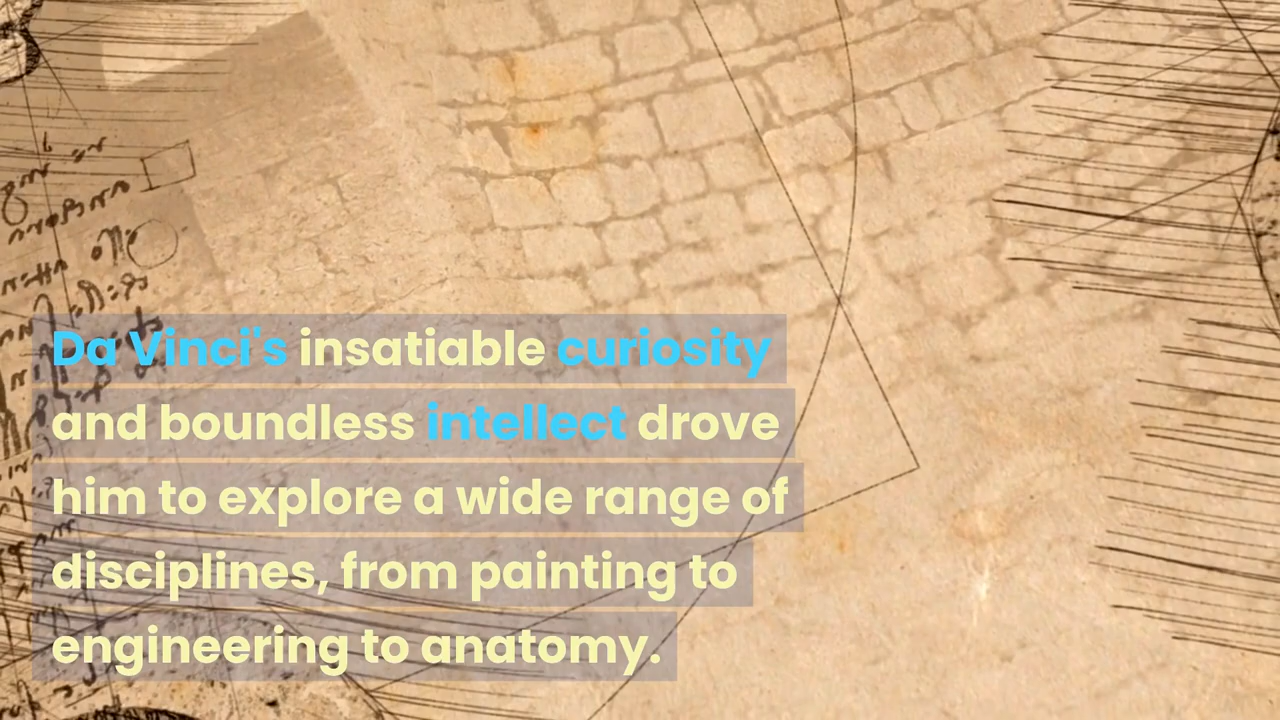 Da Vinci's insatiable curiosity
and boundless intellect drove
him to explore a wide range of
disciplines, from painting to
engineering to anatomy.